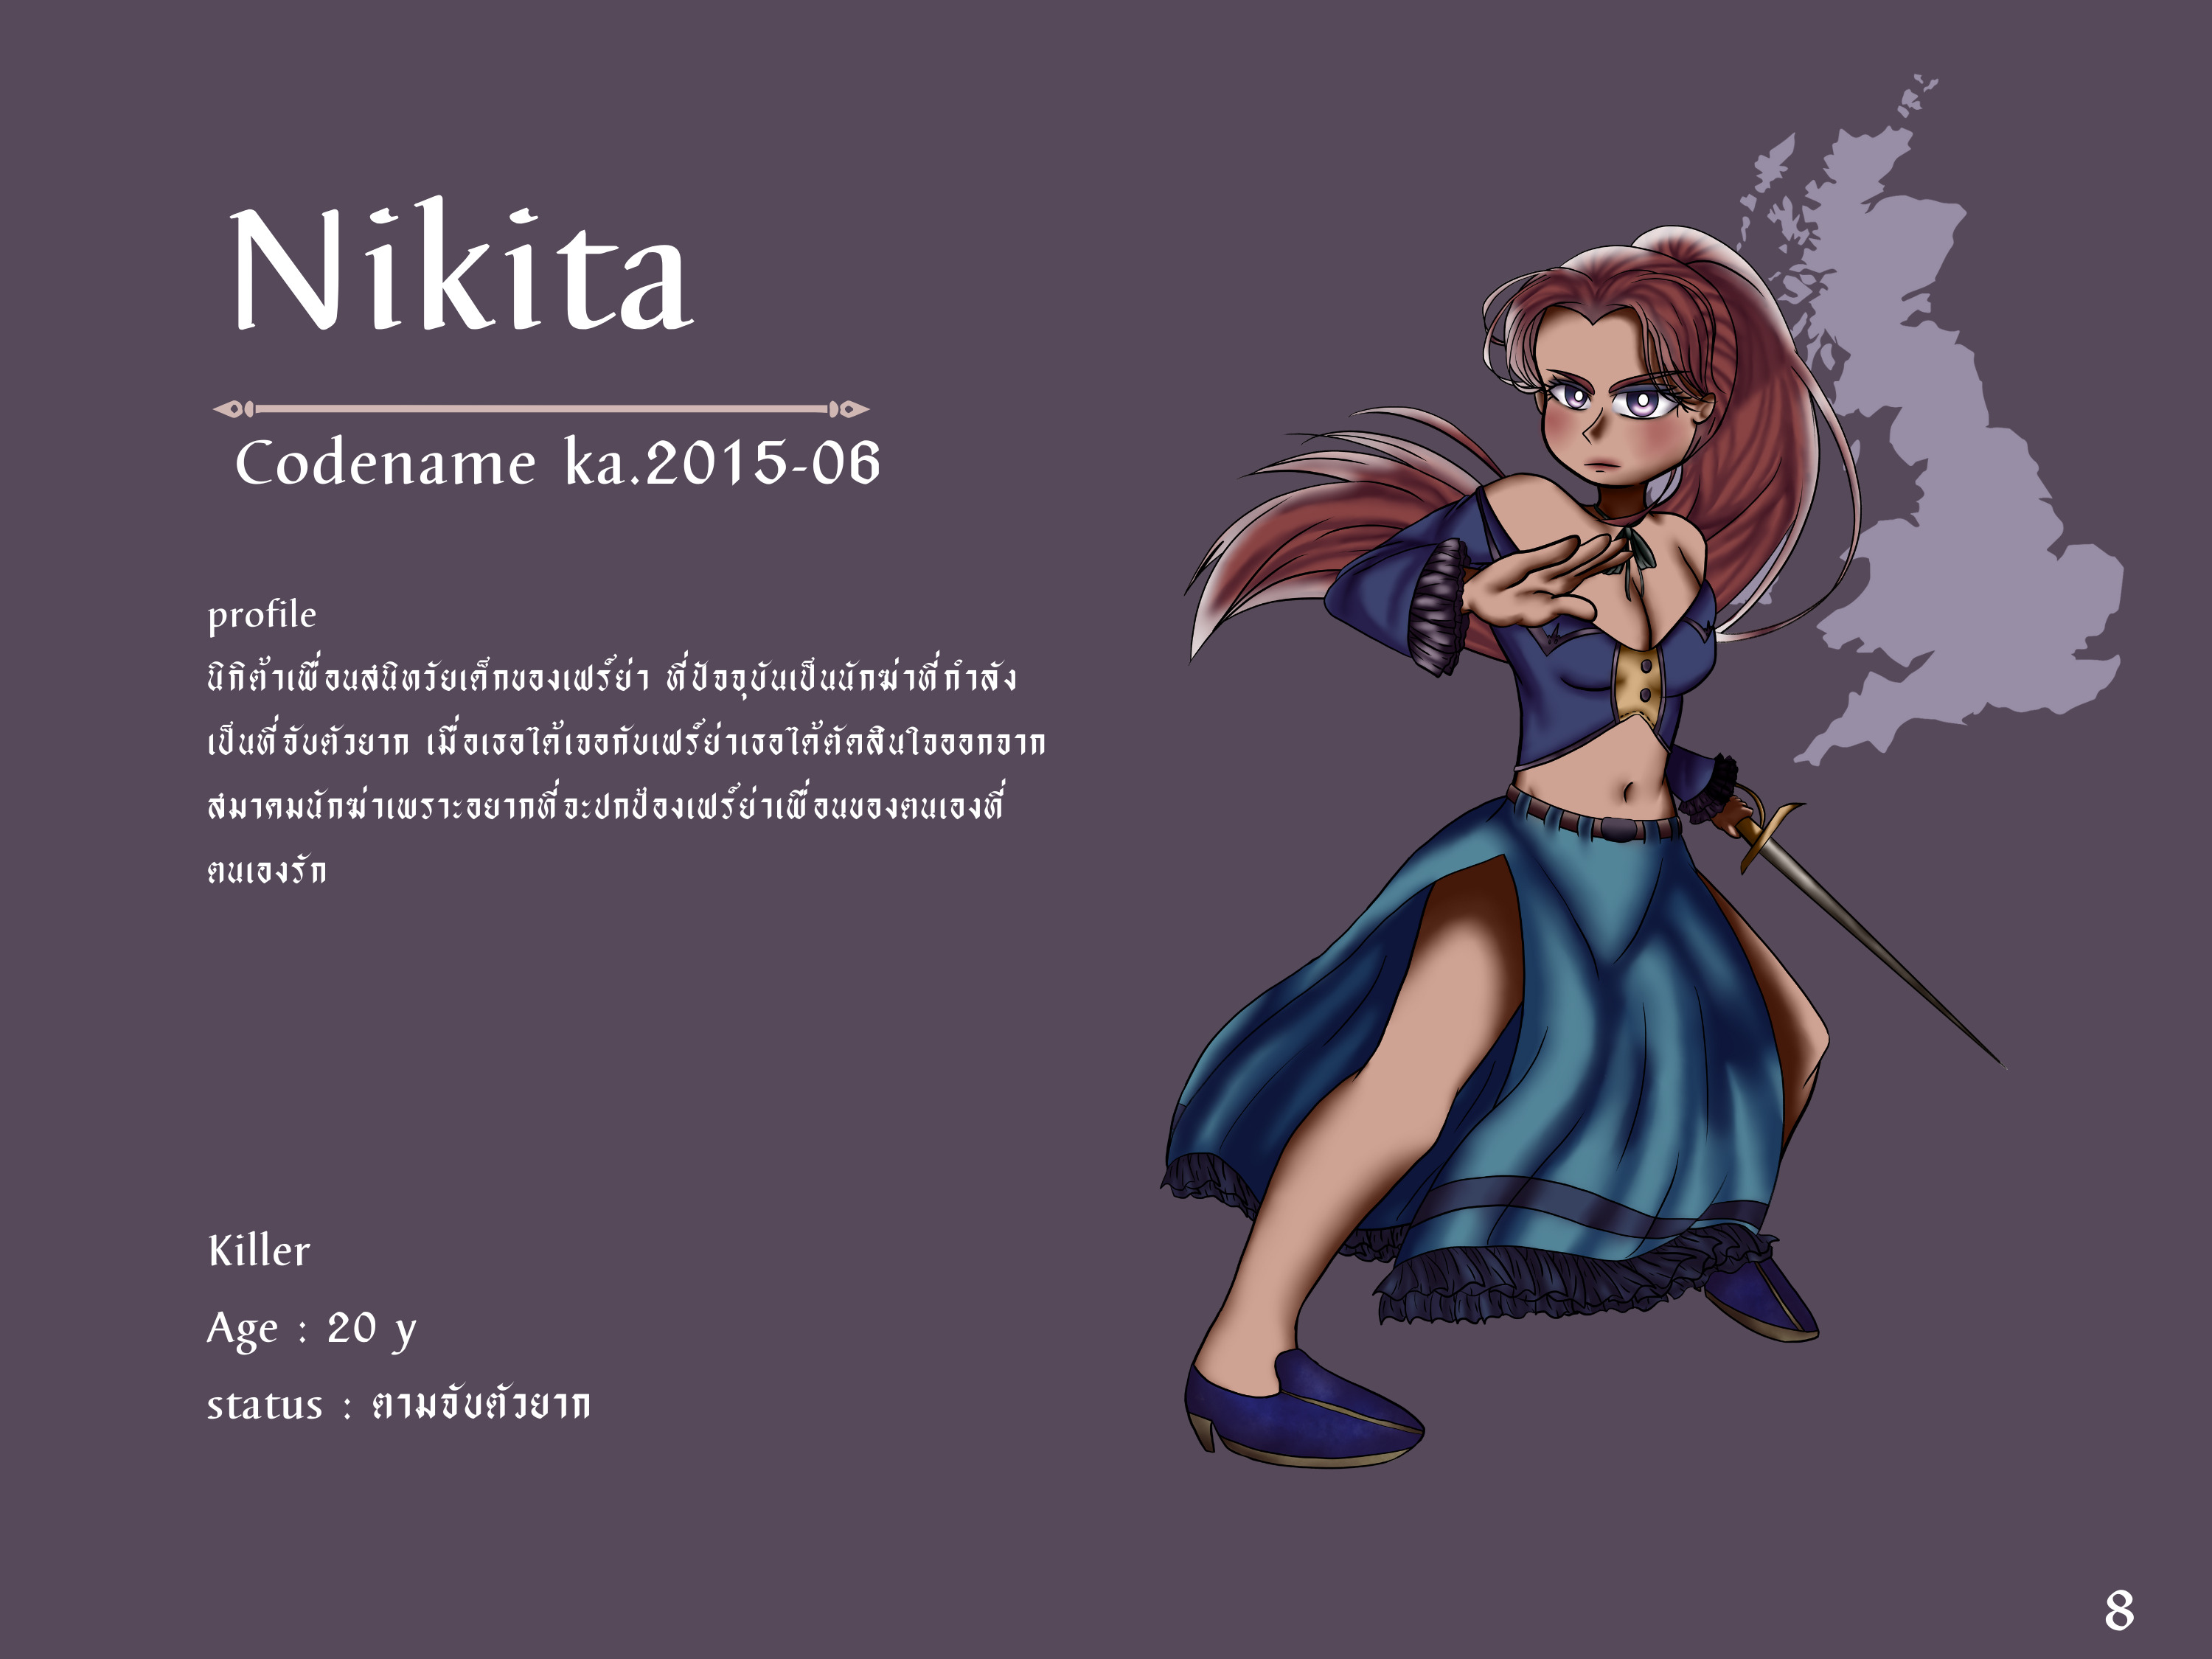 Nikita
Codename ka.2015-06
profile
นิกิต้าเพื่อนสนิทวัยเด็กของเฟร์ย่า ที่ปัจจุบันเป็นนักฆ่าที่กำลัง
เป็นที่จับตัวยาก เมื่อเธอได้เจอกับเฟร์ย่าเธอได้ตัดสินใจออกจาก
สมาคมนักฆ่าเพราะอยากที่จะปกป้องเฟร์ย่าเพื่อนของตนเองที่
ตนเองรัก
Killer
Age : 20 y
status : ตามจับตัวยาก
8